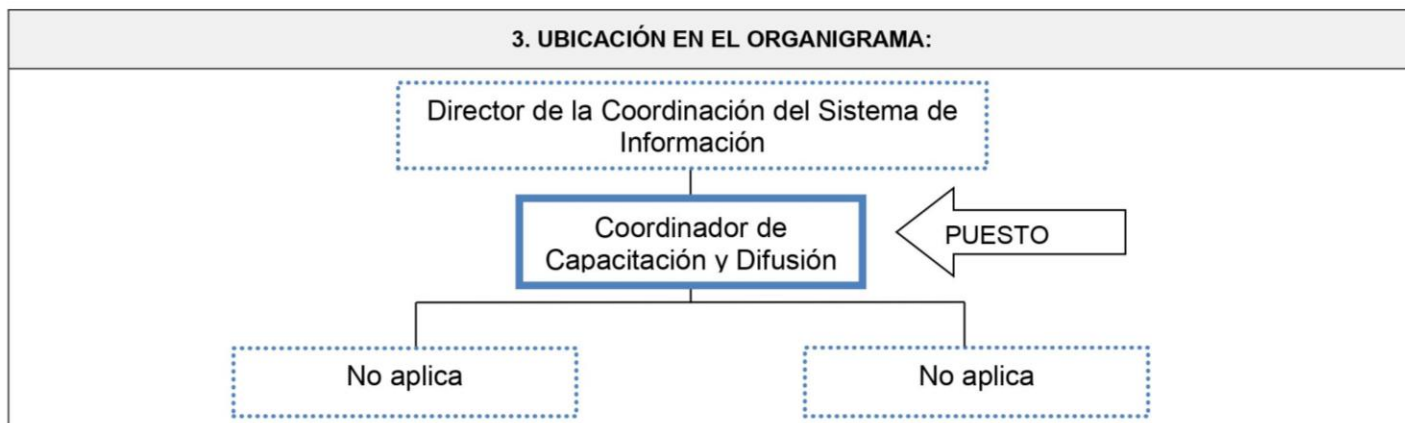 3. UBICACIÓN EN EL ORGANIGRAMA:
Director de la Coordinación del Sistema de
Información
Coordinador de
Capacitación y Difusión
PUESTO
No aplica
No aplica